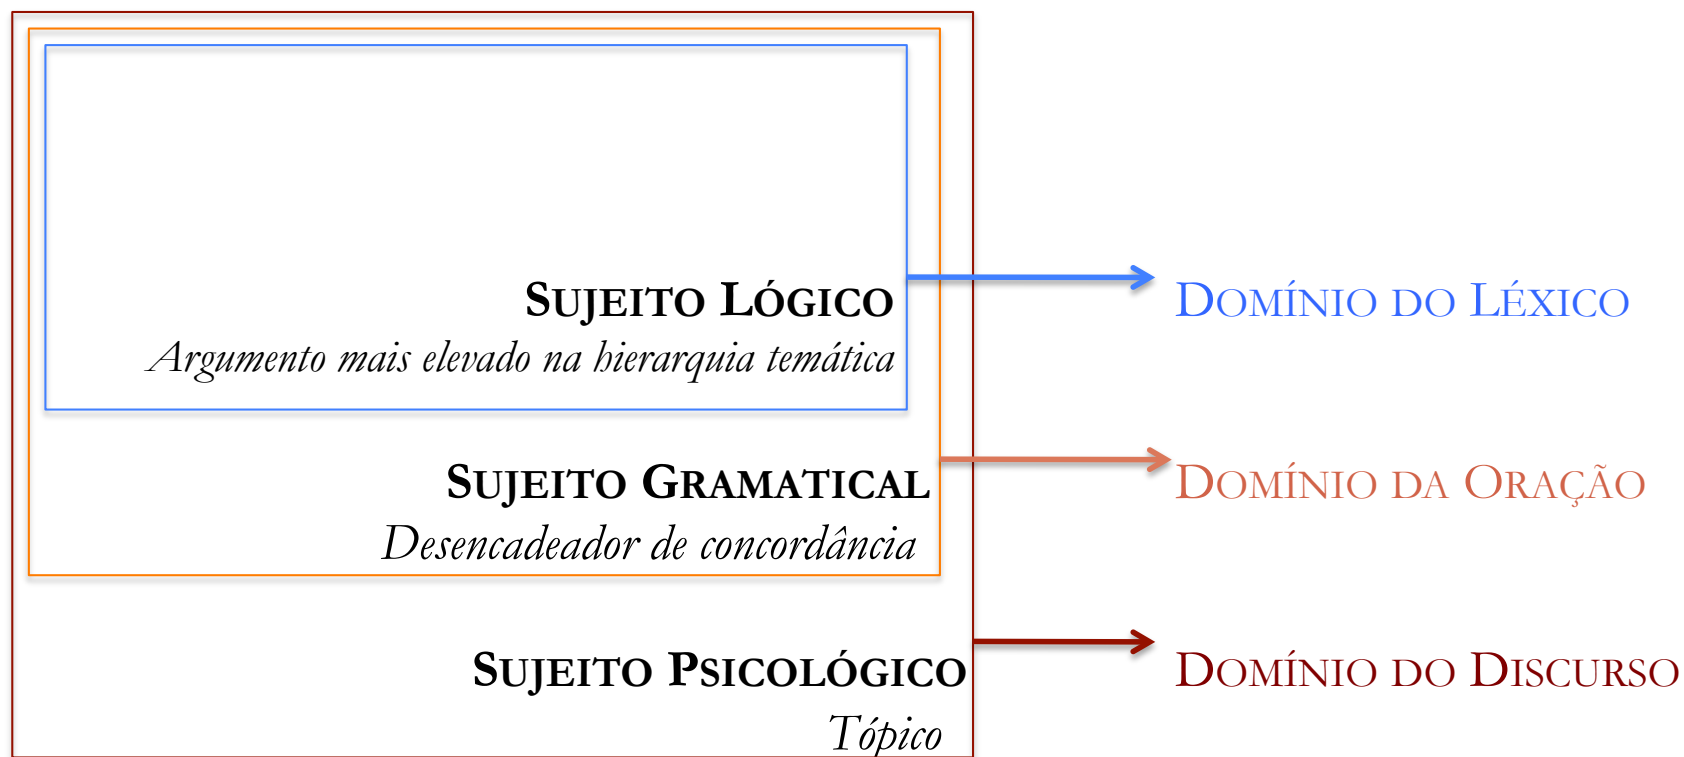 Sujeito Lógico
Domínio do Léxico
Argumento mais elevado na hierarquia temática
Sujeito Gramatical
Domínio da Oração
Desencadeador de concordância
Sujeito Psicológico
Domínio do Discurso
Tópico